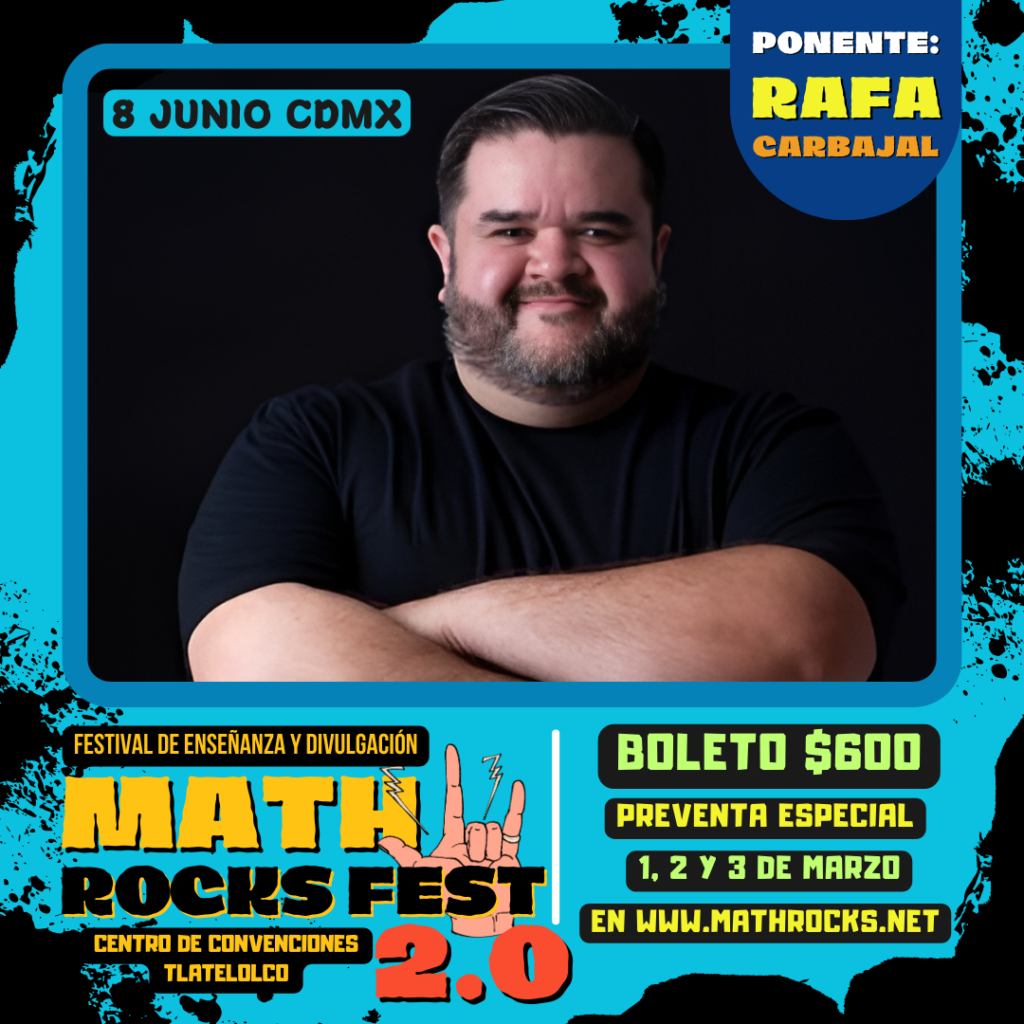 8 JUNIO CDMX
PONENTE:
RAFA
CARBAJAL
FESTIVAL DE ENSEÑANZA Y DIVULGACIÓN
MATH
ROCKS FEST
2.0
CENTRO DE CONVENCIONES
TLATELOLCO
BOLETO $600
PREVENTA ESPECIAL
1, 2 Y 3 DE MARZO
EN WWW.MATHROCKS.NET